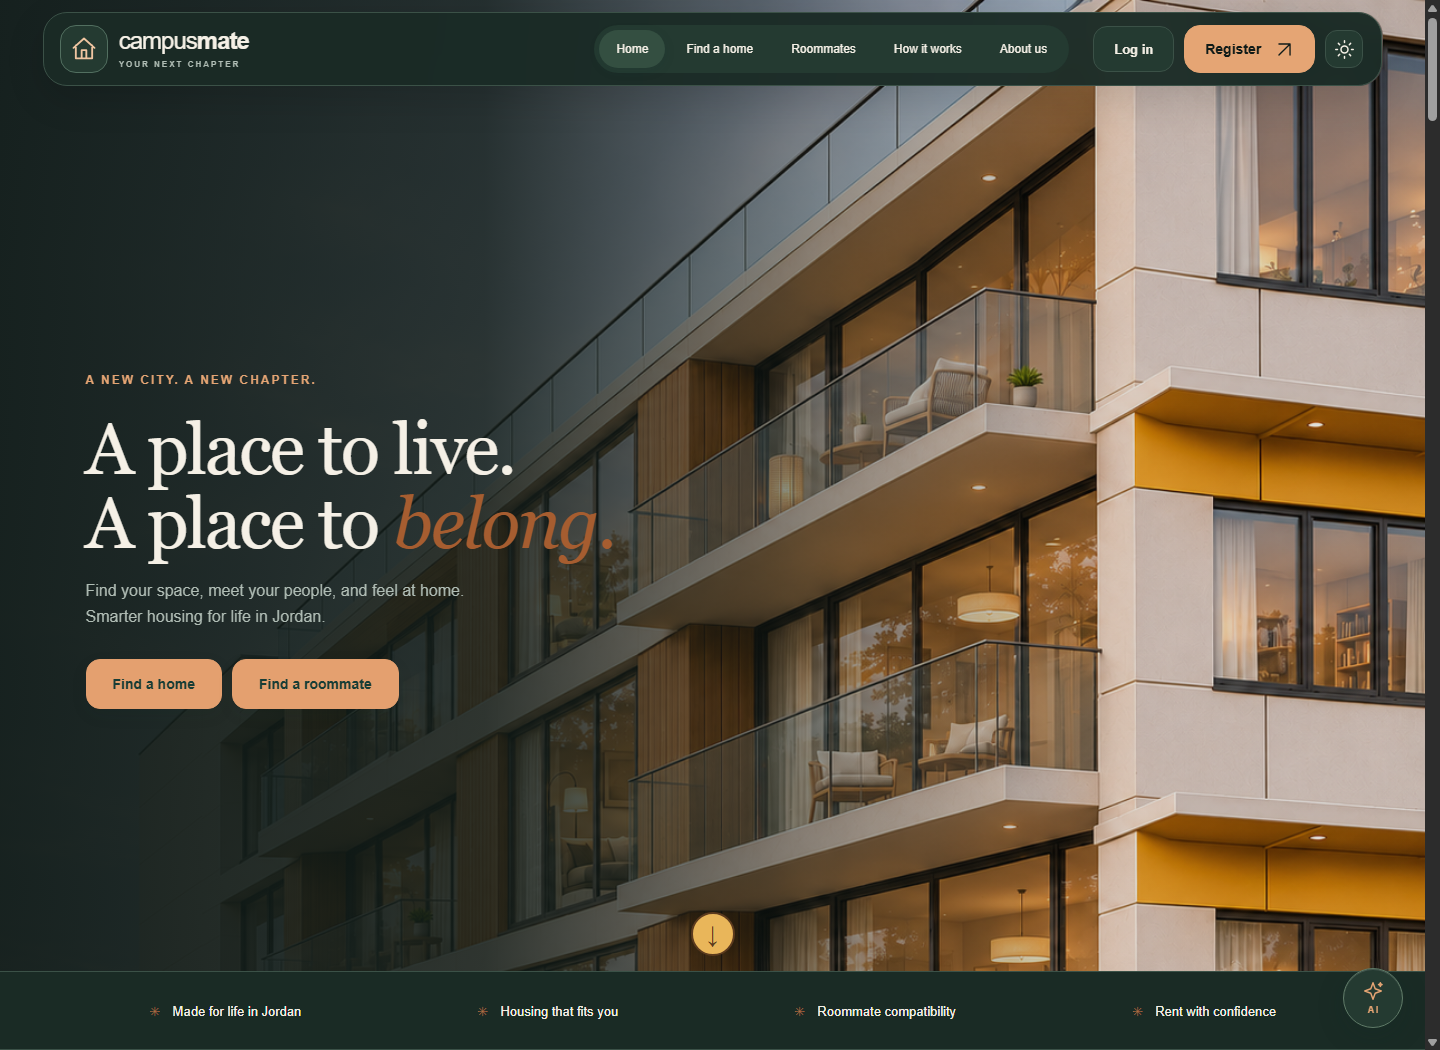 campusmate
YOUR NEXT CHAPTER
Home
Find a home
Roommates
How it works
About us
Log in
Register
A NEW CITY. A NEW CHAPTER.
A place to live.
A place to belong.
Find your space, meet your people, and feel at home.
Smarter housing for life in Jordan.
Find a home
Find a roommate
Made for life in Jordan
Housing that fits you
Roommate compatibility
Rent with confidence
AI